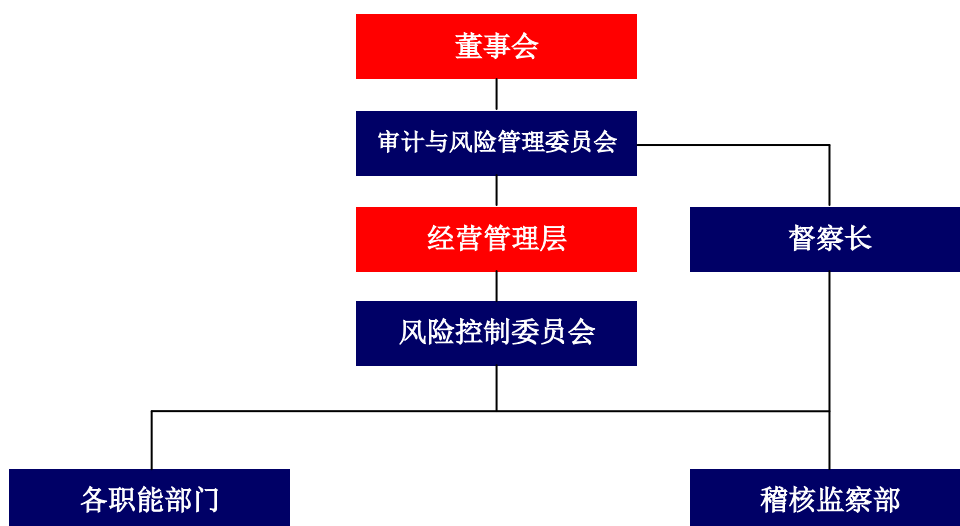 董事会
审计与风险管理委员会
经营管理层
督察长
风险控制委员会
各职能部门
稽核监察部